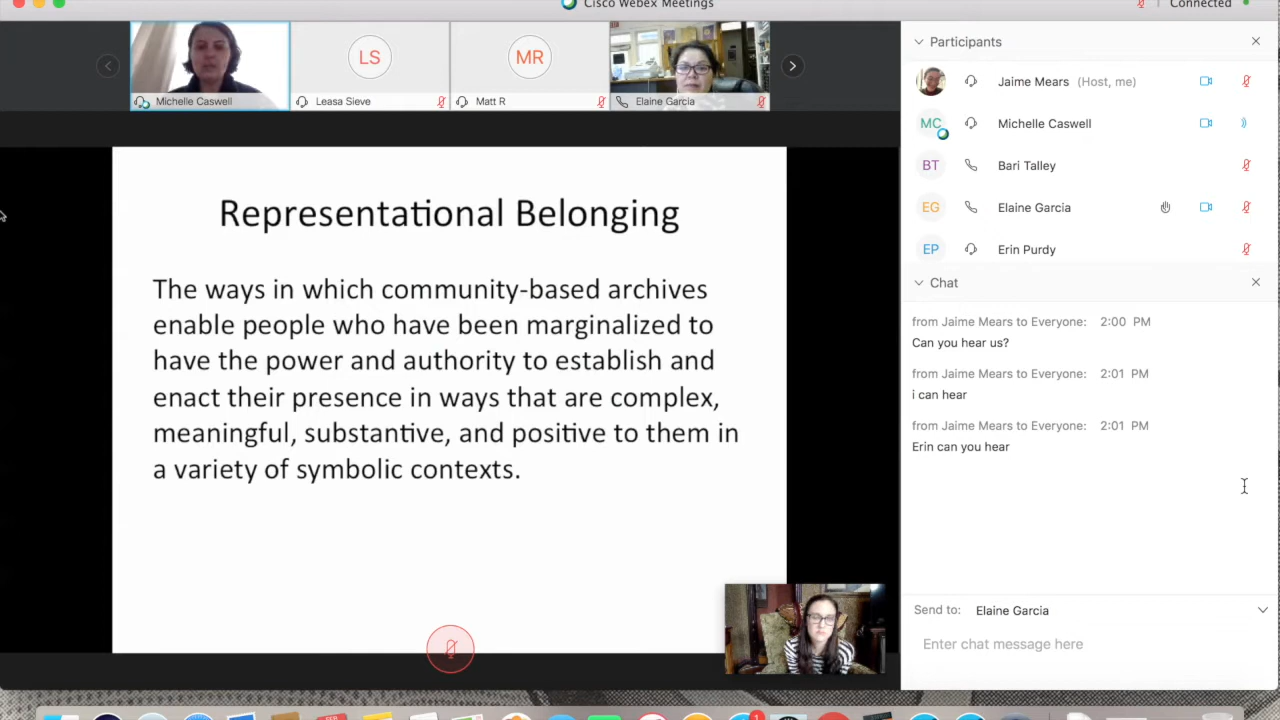 Cisco Webex Meetings
Connected
LS
MR
Michelle Caswell
Leasa Sieve
Matt R
Elaine Garcia
Representational Belonging
The ways in which community-based archives
enable people who have been marginalized to
have the power and authority to establish and
enact their presence in ways that are complex,
meaningful, substantive, and positive to them in
a variety of symbolic contexts.
Participants
Jaime Mears (Host, me)
MC Michelle Caswell
BT Bari Talley
EG Elaine Garcia
EP Erin Purdy
Chat
from Jaime Mears to Everyone: 2:00 PM
Can you hear us?
from Jaime Mears to Everyone: 2:01 PM
i can hear
from Jaime Mears to Everyone: 2:01 PM
Erin can you hear
Send to: Elaine Garcia
Enter chat message here
FEB
1